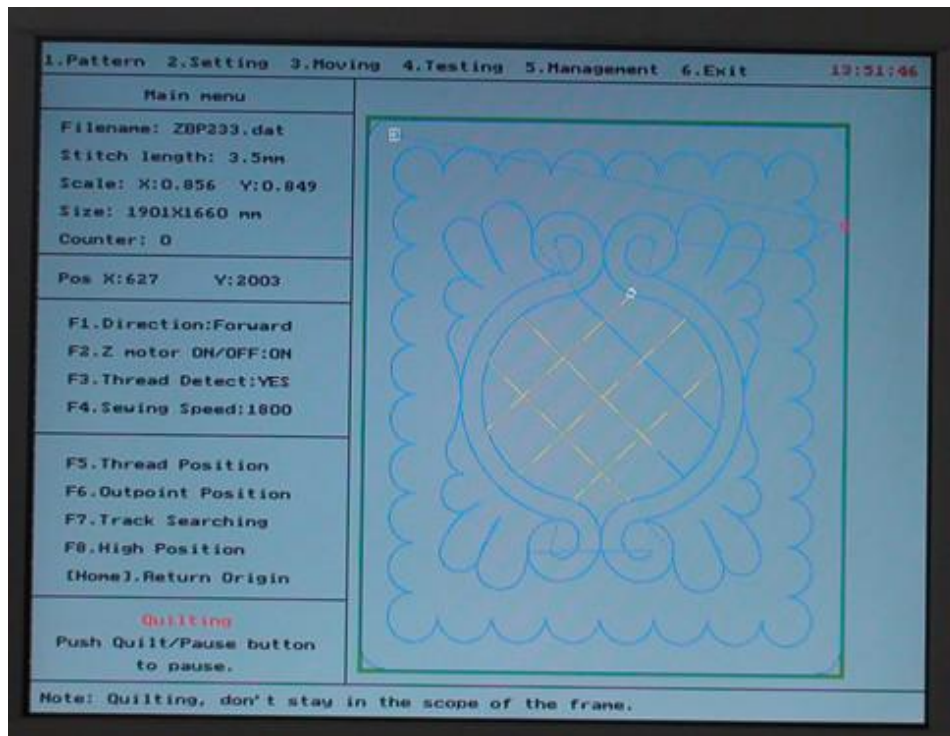 1.Pattern 2.Setting 3.Moving 4.Testing 5.Management 6.Exit 13:51:46
Main menu
Filename: ZBP233.dat
Stitch length: 3.5mm
Scale: X:0.856 Y:0.849
Size: 1901X1660 mm
Counter: 0
Pos X:627 Y:2003
F1.Direction:Forward
F2.Z motor ON/OFF:ON
F3.Thread Detect:YES
F4.Sewing Speed:1800
F5.Thread Position
F6.Outpoint Position
F7.Track Searching
F8.High Position
[Home].Return Origin
Quilting
Push Quilt/Pause button
to pause.
Note: Quilting, don't stay in the scope of the frame.